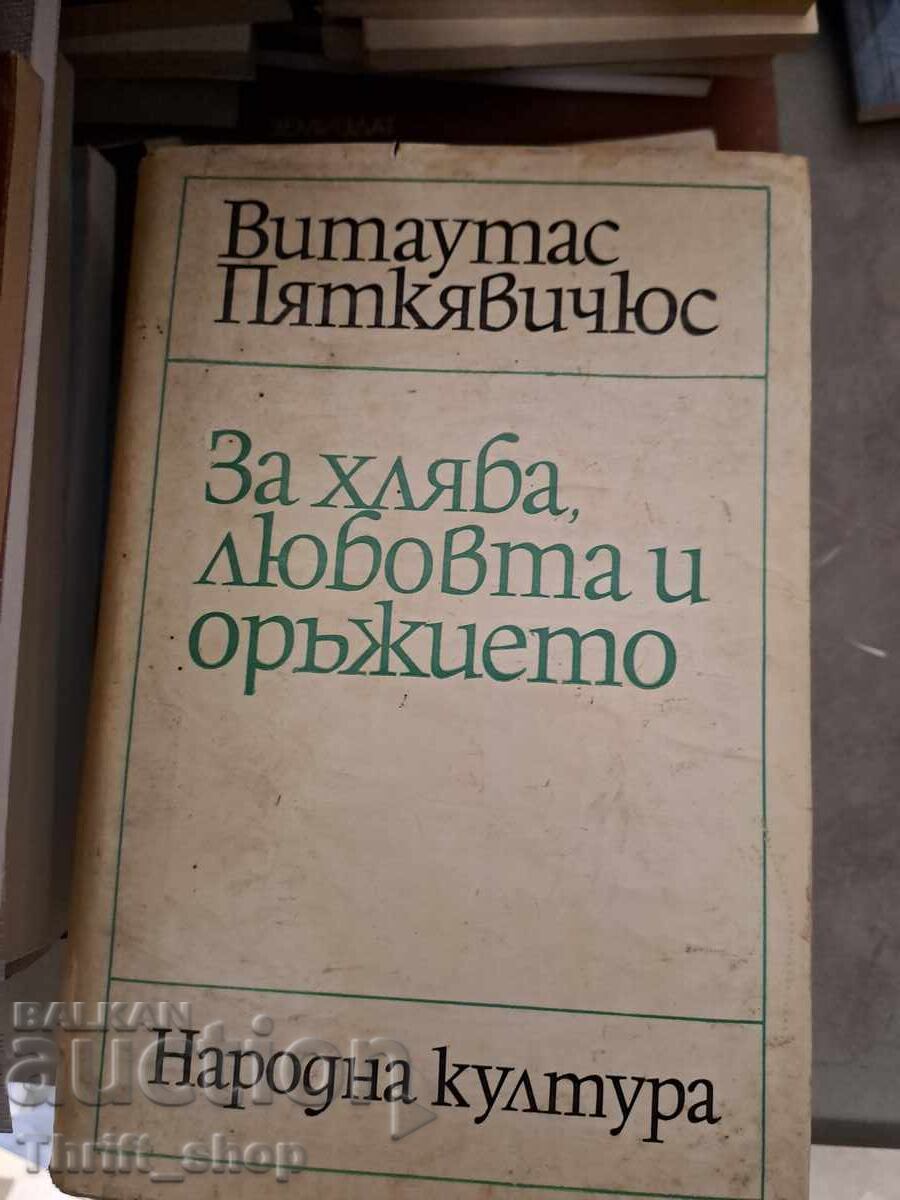 Витаутас
Пяткявичюс
За хляба,
любовта и
оръжието
Народна култура
BALKAN
auction
Thrift_shop